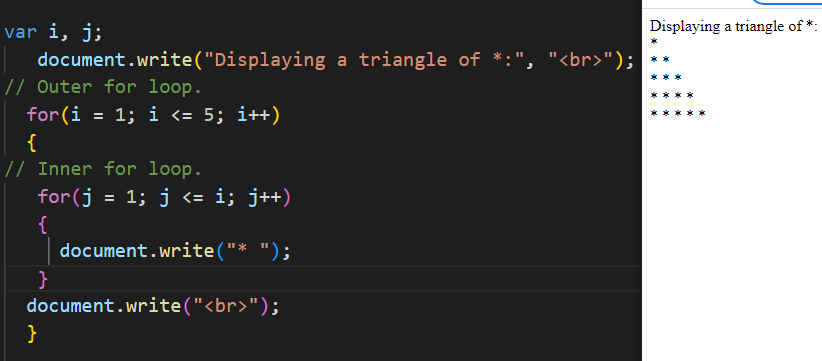 var i, j;
document.write("Displaying a triangle of *:", "<br>");
// Outer for loop.
for(i = 1; i <= 5; i++)
{
// Inner for loop.
for(j = 1; j <= i; j++)
{
document.write("* ");
}
document.write("<br>");
}
Displaying a triangle of *:
*
* *
* * *
* * * *
* * * * *